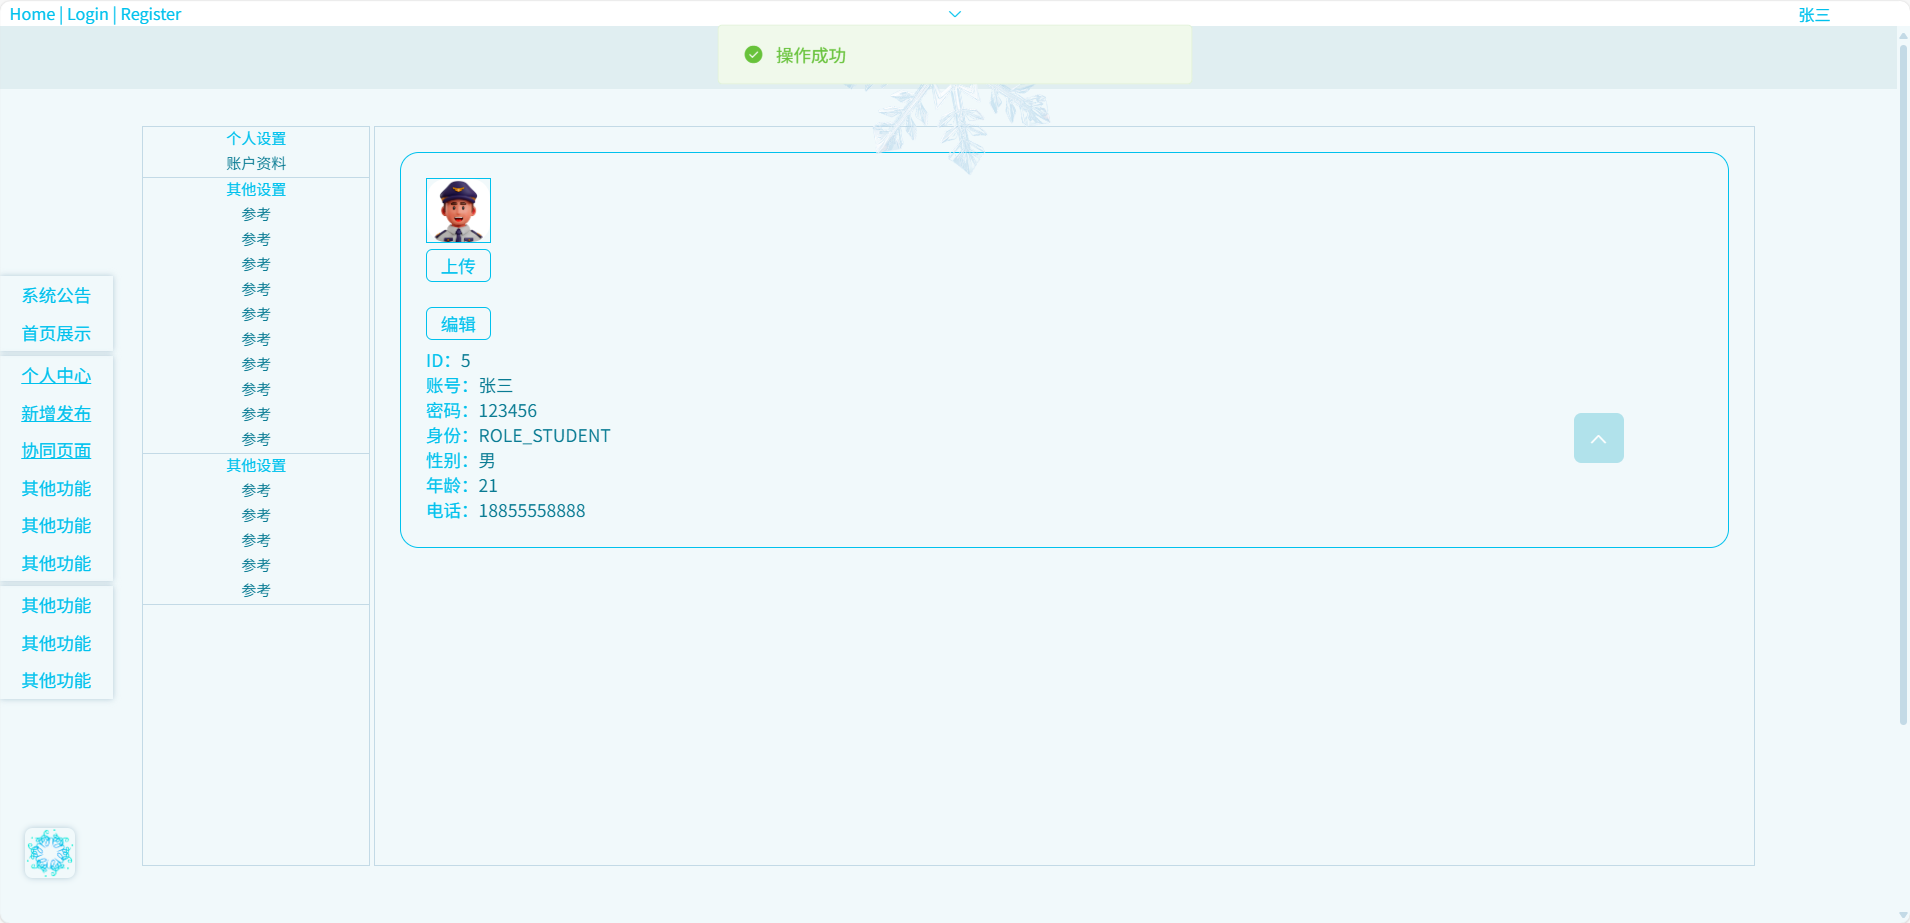 Home | Login | Register
张三
操作成功
个人设置
账户资料
其他设置
参考
参考
参考
参考
参考
参考
参考
参考
参考
参考
其他设置
参考
参考
参考
参考
参考
系统公告
首页展示
个人中心
新增发布
协同页面
其他功能
其他功能
其他功能
其他功能
其他功能
其他功能
上传
编辑
ID：5
账号：张三
密码：123456
身份：ROLE_STUDENT
性别：男
年龄：21
电话：18855558888